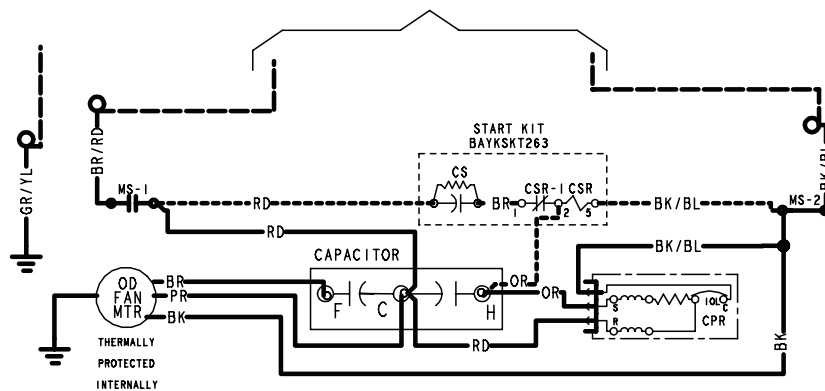 START KIT
BAYKSKT263
CS
CSR-1 CSR
BR
1
2
5
BR/RD
GR/YL
MS-1
RD
BK/BL
MS-2
BK/BL
RD
BK/BL
CAPACITOR
OR
OR
F
C
H
OD
FAN
MTR
BR
PR
BK
S
R
IOL
C
CPR
RD
BK
THERMALLY
PROTECTED
INTERNALLY